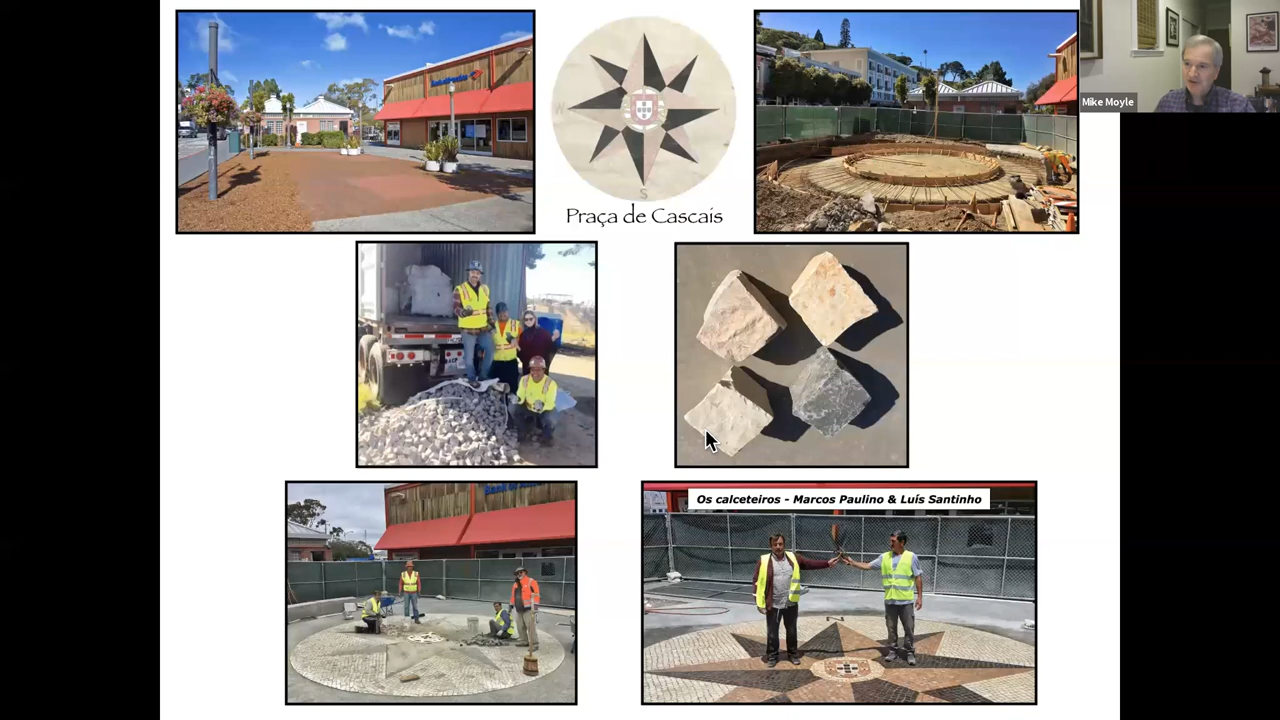 W
S
Praça de Cascais
Mike Moyle
Os calceteiros - Marcos Paulino & Luís Santinho